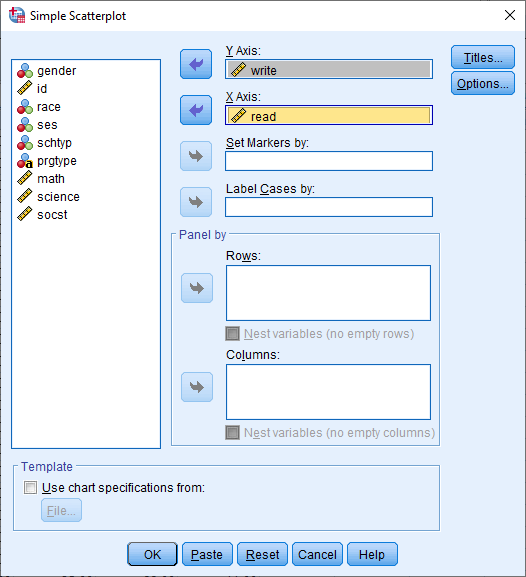 Simple Scatterplot
gender
id
race
ses
schtyp
prgtype
math
science
socst
Y Axis:
write
X Axis:
read
Set Markers by:
Label Cases by:
Titles...
Options...
Panel by
Rows:
Nest variables (no empty rows)
Columns:
Nest variables (no empty columns)
Template
Use chart specifications from:
File...
OK Paste Reset Cancel Help